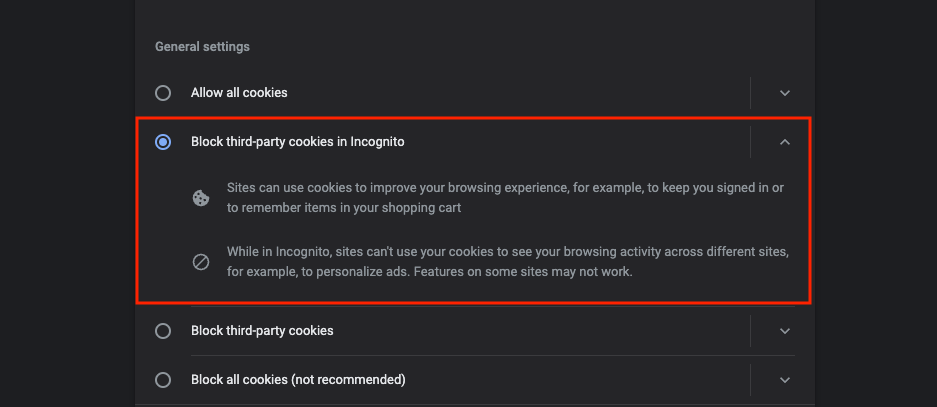 General settings
Allow all cookies
Block third-party cookies in Incognito
Sites can use cookies to improve your browsing experience, for example, to keep you signed in or
to remember items in your shopping cart
While in Incognito, sites can't use your cookies to see your browsing activity across different sites,
for example, to personalize ads. Features on some sites may not work.
Block third-party cookies
Block all cookies (not recommended)